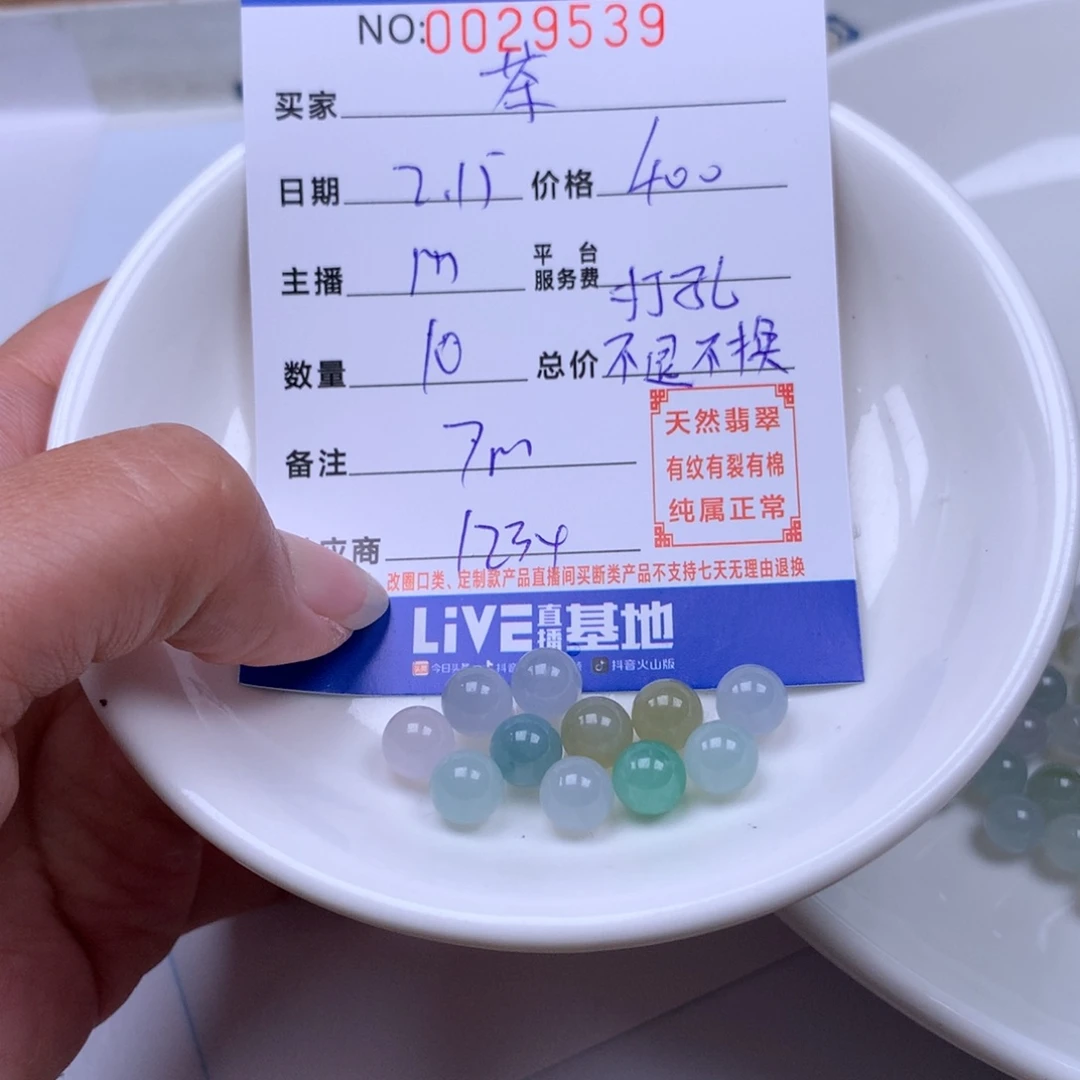 NO:0029539
买家 茶
日期 2.15 价格 1400
主播 m 平台服务费 打孔
数量 10 总价 不退不换
备注 7m
应商 1234
天然翡翠
有纹有裂有棉
纯属正常
改圈口类、定制款产品直播间买断类产品不支持七天无理由退换
LiVE直播基地
今日头 抖音 抖音火山版